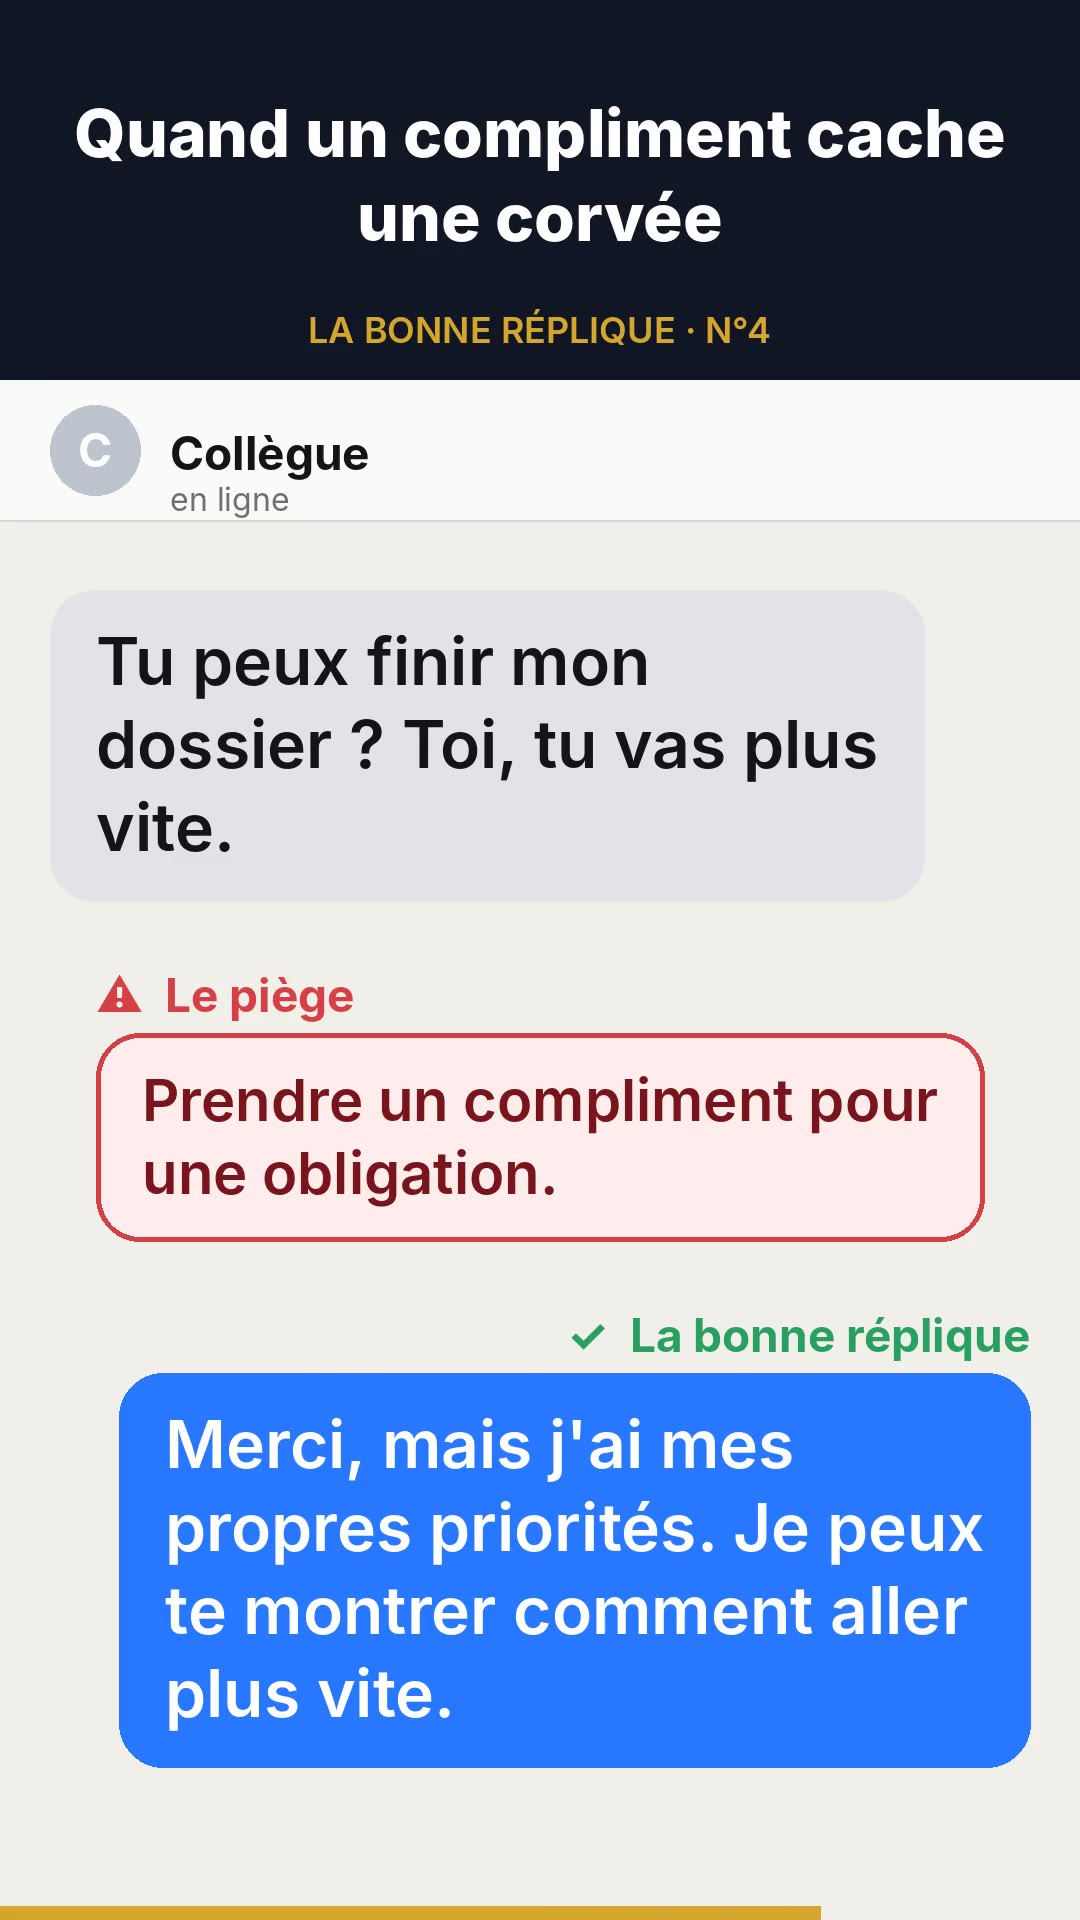 Quand un compliment cache
une corvée
LA BONNE RÉPLIQUE · N°4
C
Collègue
en ligne
Tu peux finir mon
dossier ? Toi, tu vas plus
vite.
⚠ Le piège
Prendre un compliment pour
une obligation.
✓ La bonne réplique
Merci, mais j'ai mes
propres priorités. Je peux
te montrer comment aller
plus vite.